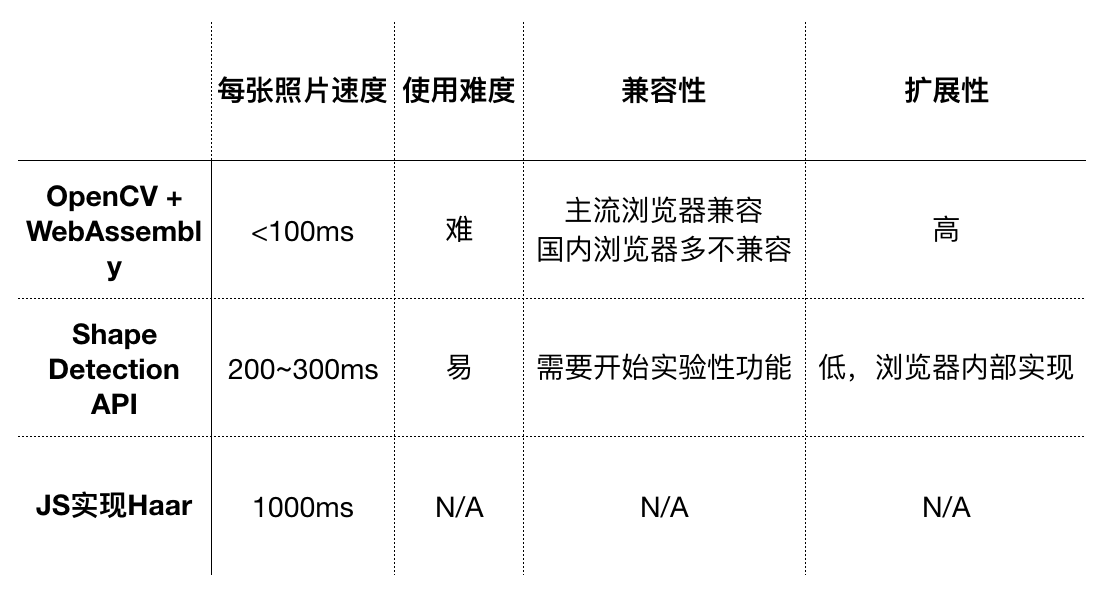 每张照片速度 使用难度 兼容性 扩展性
OpenCV +
WebAssembl
y
<100ms
难
主流浏览器兼容
国内浏览器多不兼容
高
Shape
Detection
API
200~300ms
易
需要开始实验性功能
低，浏览器内部实现
JS实现Haar
1000ms
N/A
N/A
N/A